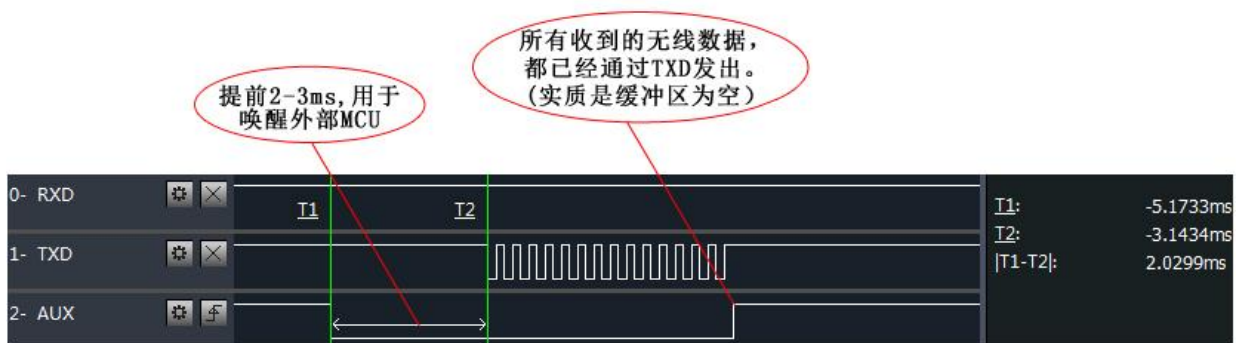 所有收到的无线数据，
都已经通过TXD发出。
(实质是缓冲区为空)
提前2-3ms,用于
唤醒外部MCU
0- RXD
T1
T2
1- TXD
2- AUX
T1: -5.1733ms
T2: -3.1434ms
|T1-T2|: 2.0299ms